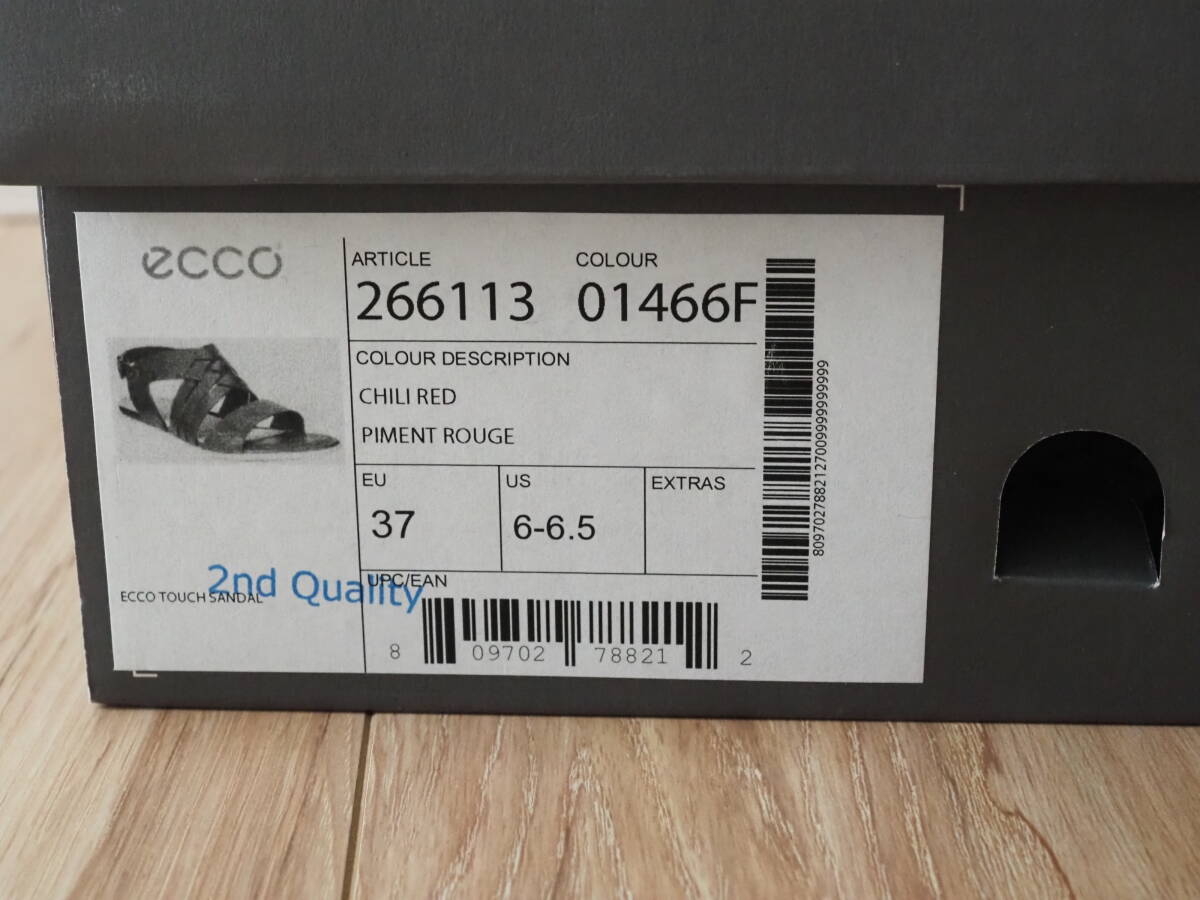 ecco
ARTICLE COLOUR
266113 01466F
COLOUR DESCRIPTION
CHILI RED
PIMENT ROUGE
EU US EXTRAS
37 6-6.5
2nd Quality
ECCO TOUCH SANDAL
UPC/EAN
8 09702 78821 2
809702788212700999999999999